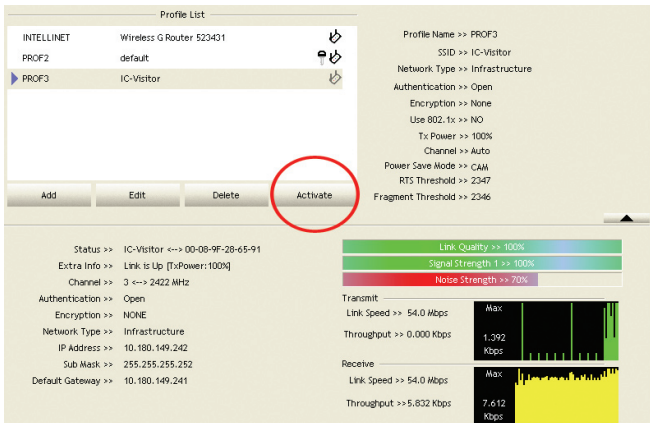 Profile List
INTELLINET Wireless G Router 523431
PROF2 default
PROF3 IC-Visitor
Add Edit Delete Activate
Profile Name >> PROF3
SSID >> IC-Visitor
Network Type >> Infrastructure
Authentication >> Open
Encryption >> None
Use 802.1x >> NO
Tx Power >> 100%
Channel >> Auto
Power Save Mode >> CAM
RTS Threshold >> 2347
Fragment Threshold >> 2346
Status >> IC-Visitor <--> 00-08-9F-28-65-91
Extra Info >> Link is Up [TxPower:100%]
Channel >> 3 <--> 2422 MHz
Authentication >> Open
Encryption >> NONE
Network Type >> Infrastructure
IP Address >> 10.180.149.242
Sub Mask >> 255.255.255.252
Default Gateway >> 10.180.149.241
Link Quality >> 100%
Signal Strength 1 >> 100%
Noise Strength >> 70%
Transmit
Link Speed >> 54.0 Mbps
Throughput >> 0.000 Kbps
Max
1.392
Kbps
Receive
Link Speed >> 54.0 Mbps
Throughput >> 5.832 Kbps
Max
7.612
Kbps